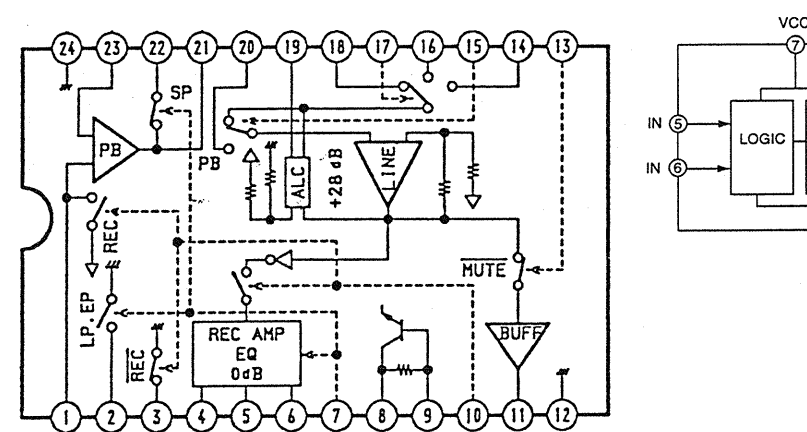 24 23 22 21 20 19 18 17 16 15 14 13
VCC
7
SP
PB
PB
+28 dB
ALC
LINE
IN 5
LOGIC
IN 6
REC
MUTE
LP.EP
REC
REC AMP
EQ
0dB
BUFF
1 2 3 4 5 6 7 8 9 10 11 12